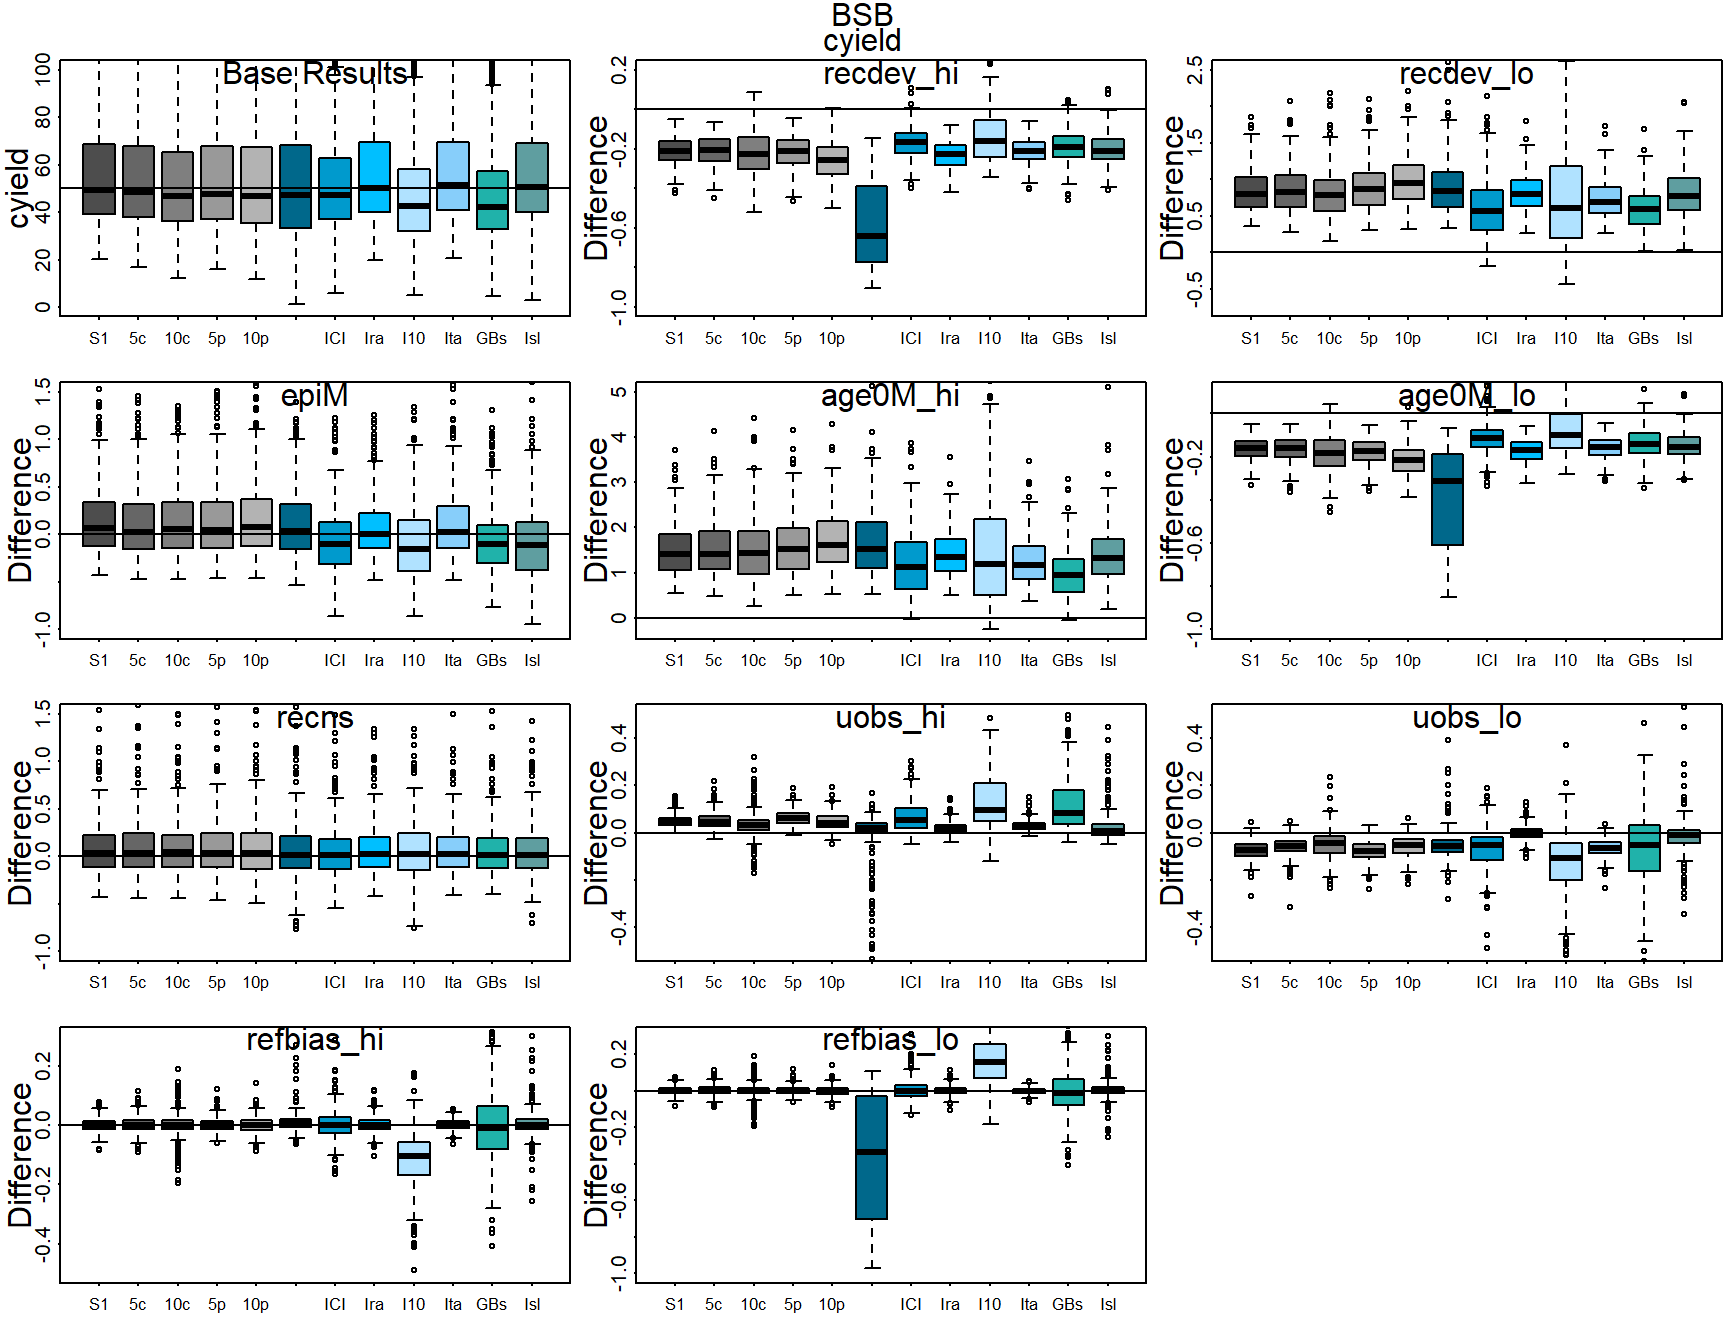 BSB
cyield
Base Results
cyield
0 20 40 60 80 100
S1 5c 10c 5p 10p ICI Ira I10 Ita GBs Isl
recdev_hi
Difference
-1.0 -0.6 -0.2 0.2
S1 5c 10c 5p 10p ICI Ira I10 Ita GBs Isl
recdev_lo
Difference
-0.5 0.5 1.5 2.5
S1 5c 10c 5p 10p ICI Ira I10 Ita GBs Isl
epiM
Difference
-1.0 0.0 0.5 1.0 1.5
S1 5c 10c 5p 10p ICI Ira I10 Ita GBs Isl
age0M_hi
Difference
0 1 2 3 4 5
S1 5c 10c 5p 10p ICI Ira I10 Ita GBs Isl
age0M_lo
Difference
-1.0 -0.6 -0.2
S1 5c 10c 5p 10p ICI Ira I10 Ita GBs Isl
recns
Difference
-1.0 0.0 0.5 1.0 1.5
S1 5c 10c 5p 10p ICI Ira I10 Ita GBs Isl
uobs_hi
Difference
-0.4 0.0 0.2 0.4
S1 5c 10c 5p 10p ICI Ira I10 Ita GBs Isl
uobs_lo
Difference
-0.4 0.0 0.2 0.4
S1 5c 10c 5p 10p ICI Ira I10 Ita GBs Isl
refbias_hi
Difference
-0.4 -0.2 0.0 0.2
S1 5c 10c 5p 10p ICI Ira I10 Ita GBs Isl
refbias_lo
Difference
-1.0 -0.6 -0.2 0.2
S1 5c 10c 5p 10p ICI Ira I10 Ita GBs Isl